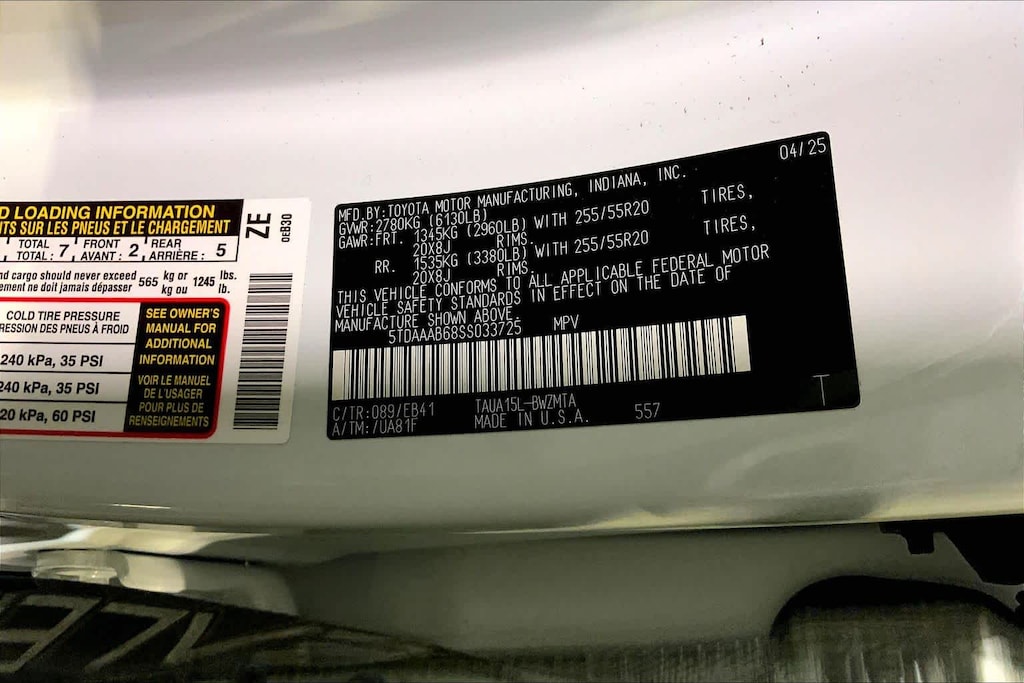 D LOADING INFORMATION
TS SUR LES PNEUS ET LE CHARGEMENT
TOTAL : 7 FRONT AVANT : 2 REAR ARRIÈRE : 5
nd cargo should never exceed 565 kg or 1245 lbs.
ement ne doit jamais dépasser kg ou lb.
COLD TIRE PRESSURE
RESSION DES PNEUS À FROID
240 kPa, 35 PSI
240 kPa, 35 PSI
20 kPa, 60 PSI
SEE OWNER'S
MANUAL FOR
ADDITIONAL
INFORMATION
VOIR LE MANUEL
DE L'USAGER
POUR PLUS DE
RENSEIGNEMENTS
ZE
0EB30
04/25
MFD.BY:TOYOTA MOTOR MANUFACTURING, INDIANA, INC.
GVWR:2780KG (6130LB)
GAWR:FRT. 1345KG (2960LB) WITH 255/55R20 TIRES,
20X8J RIMS.
RR. 1535KG (3380LB) WITH 255/55R20 TIRES,
20X8J RIMS.
THIS VEHICLE CONFORMS TO ALL APPLICABLE FEDERAL MOTOR
VEHICLE SAFETY STANDARDS IN EFFECT ON THE DATE OF
MANUFACTURE SHOWN ABOVE.
5TDAAAB68SS033725 MPV
C/TR:089/EB41 TAUA15L-BWZMTA
A/TM:/UA81F MADE IN U.S.A. 557
T